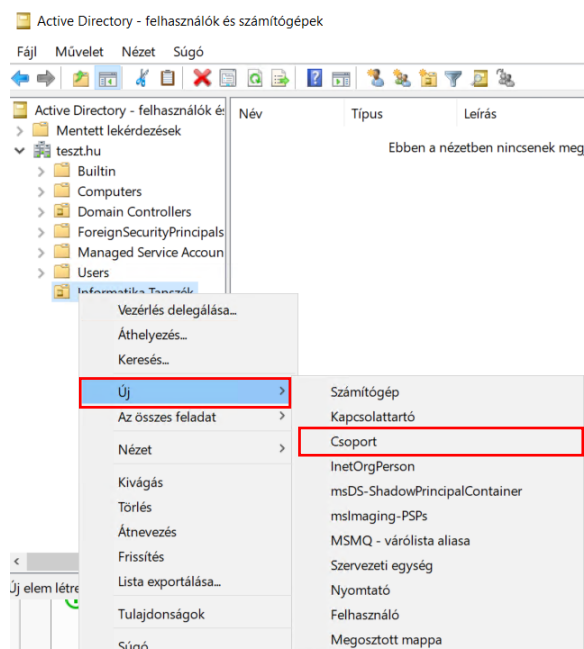 Active Directory - felhasználók és számítógépek
Fájl Művelet Nézet Súgó
Active Directory - felhasználók é
Mentett lekérdezések
teszt.hu
Builtin
Computers
Domain Controllers
ForeignSecurityPrincipals
Managed Service Accoun
Users
Informatika Tanszék
Név Típus Leírás
Ebben a nézetben nincsenek meg
Vezérlés delegálása...
Áthelyezés...
Keresés...
Új
Az összes feladat
Nézet
Kivágás
Törlés
Átnevezés
Frissítés
Lista exportálása...
Tulajdonságok
Súgó
Számítógép
Kapcsolattartó
Csoport
InetOrgPerson
msDS-ShadowPrincipalContainer
msImaging-PSPs
MSMQ - várólista aliasa
Szervezeti egység
Nyomtató
Felhasználó
Megosztott mappa
Új elem létre